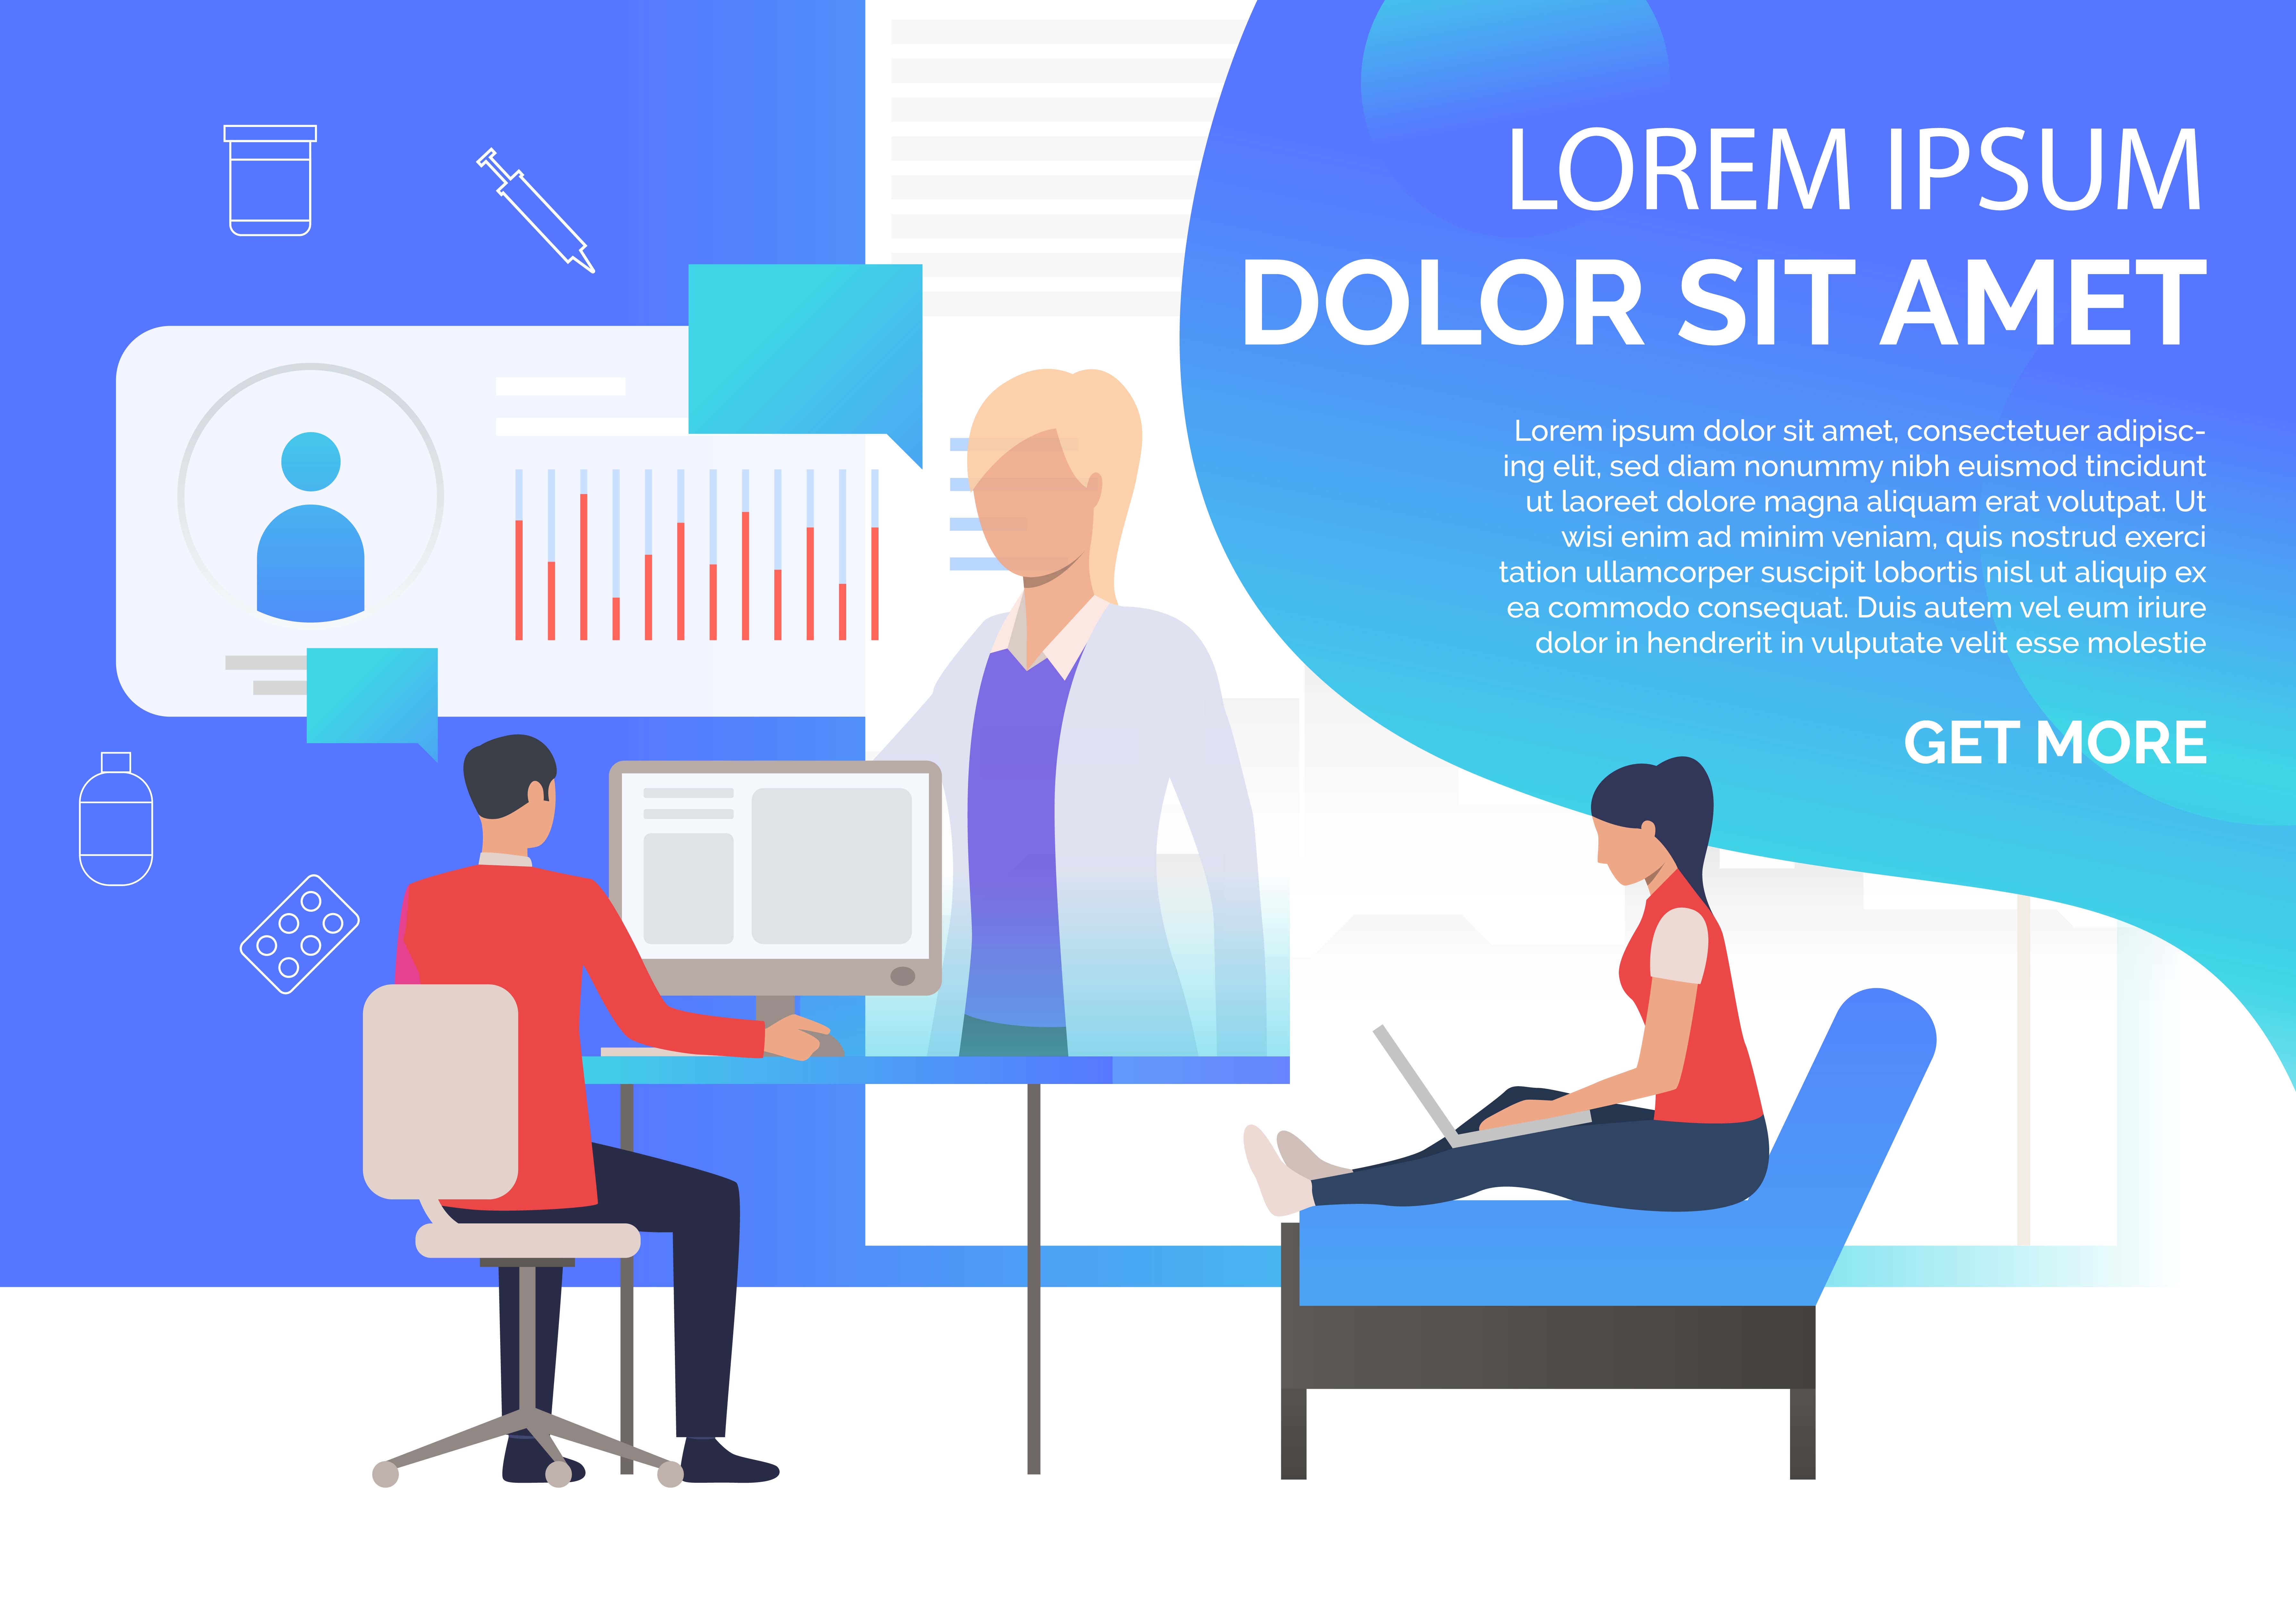 LOREM IPSUM
DOLOR SIT AMET
Lorem ipsum dolor sit amet, consectetuer adipisc-
ing elit, sed diam nonummy nibh euismod tincidunt
ut laoreet dolore magna aliquam erat volutpat. Ut
wisi enim ad minim veniam, quis nostrud exerci
tation ullamcorper suscipit lobortis nisl ut aliquip ex
ea commodo consequat. Duis autem vel eum iriure
dolor in hendrerit in vulputate velit esse molestie
GET MORE